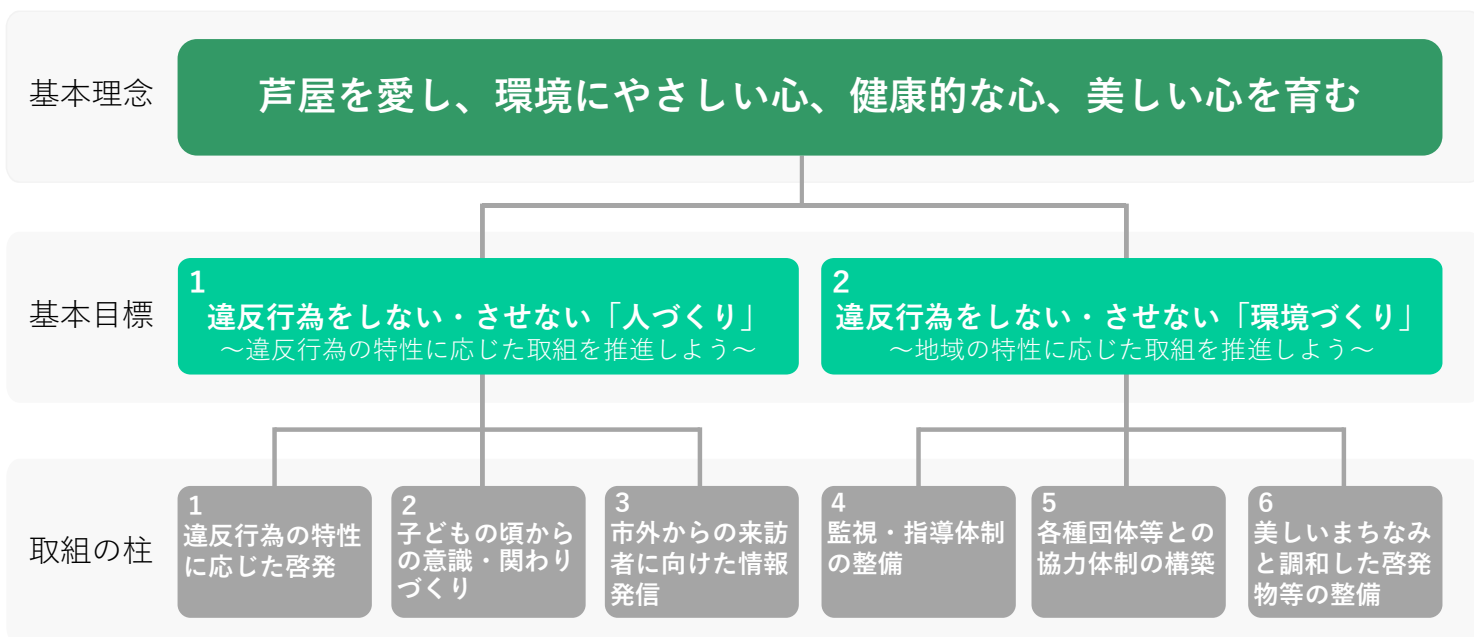 基本理念
芦屋を愛し、環境にやさしい心、健康的な心、美しい心を育む
基本目標
1
違反行為をしない・させない「人づくり」
～違反行為の特性に応じた取組を推進しよう～
2
違反行為をしない・させない「環境づくり」
～地域の特性に応じた取組を推進しよう～
取組の柱
1
違反行為の特性
に応じた啓発
2
子どもの頃から
の意識・関わり
づくり
3
市外からの来訪
者に向けた情報
発信
4
監視・指導体制
の整備
5
各種団体等との
協力体制の構築
6
美しいまちなみ
と調和した啓発
物等の整備